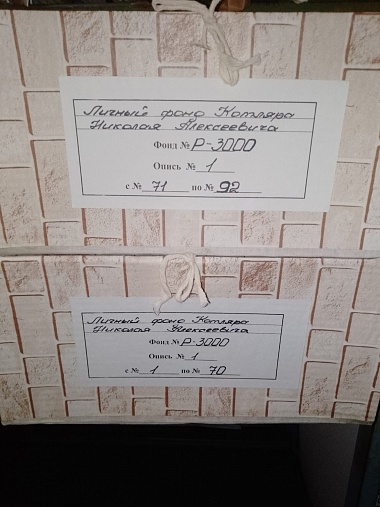 Личный фонд Котляра
Николая Алексеевича
Фонд № Р-3000
Опись № 1
с № 71 по № 92
Личный фонд Котляра
Николая Алексеевича
Фонд № Р-3000
Опись № 1
с № 1 по № 70